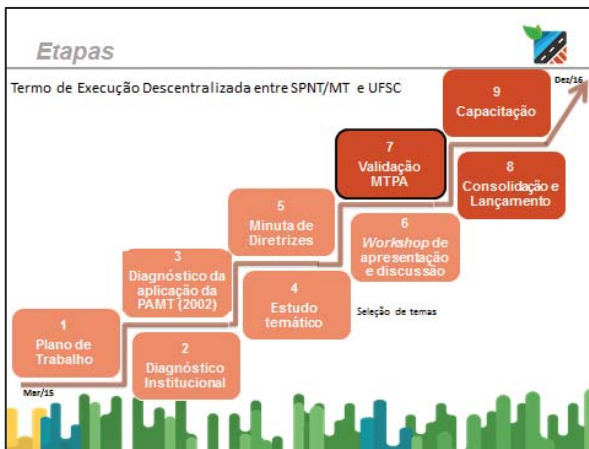 Etapas
Termo de Execução Descentralizada entre SPNT/MT e UFSC
Dez/16
9
Capacitação
7
Validação
MTPA
8
Consolidação e
Lançamento
5
Minuta de
Diretrizes
6
Workshop de
apresentação
e discussão
3
Diagnóstico da
aplicação da
PAMT (2002)
4
Estudo
temático
Seleção de temas
1
Plano de
Trabalho
2
Diagnóstico
Institucional
Mar/15